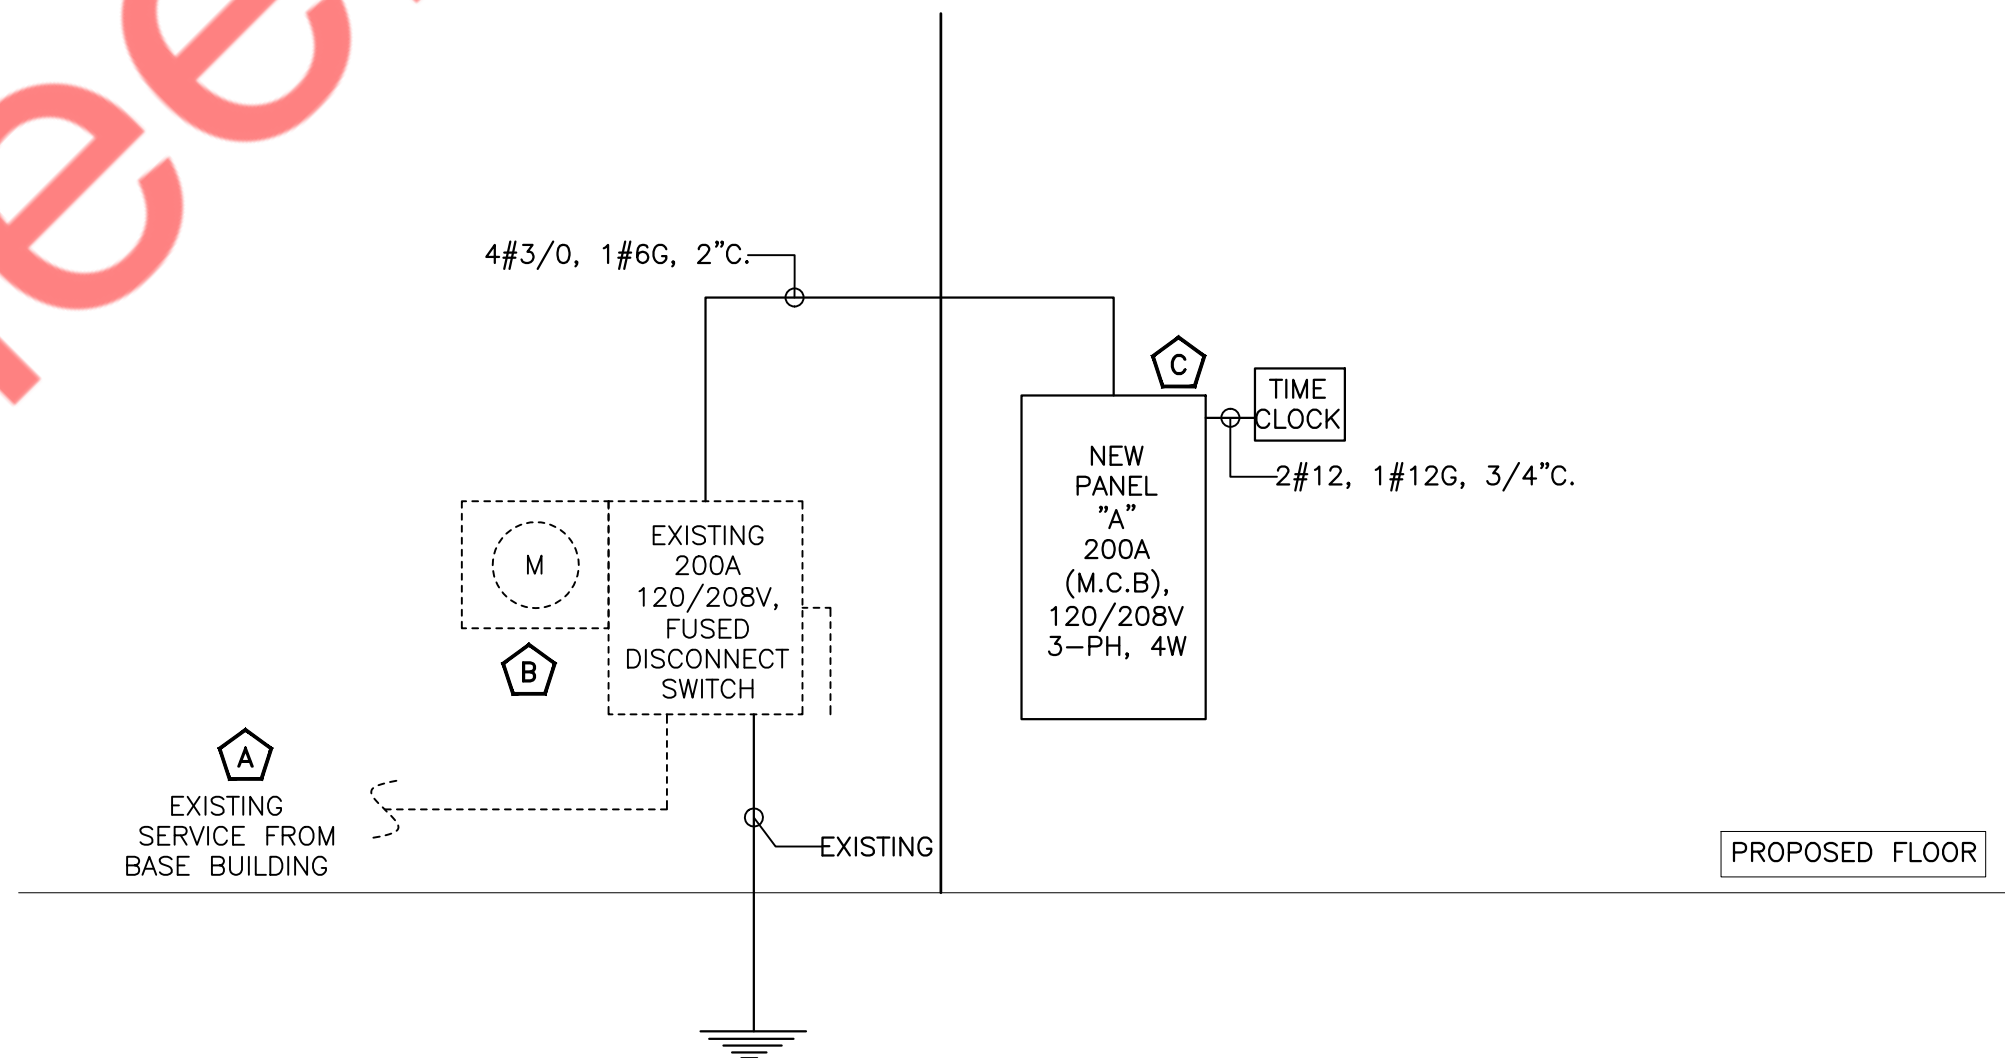 4#3/0, 1#6G, 2"C.
C
TIME
CLOCK
2#12, 1#12G, 3/4"C.
NEW
PANEL
"A"
200A
(M.C.B),
120/208V
3-PH, 4W
M
EXISTING
200A
120/208V,
FUSED
DISCONNECT
SWITCH
B
A
EXISTING
SERVICE FROM
BASE BUILDING
EXISTING
PROPOSED FLOOR